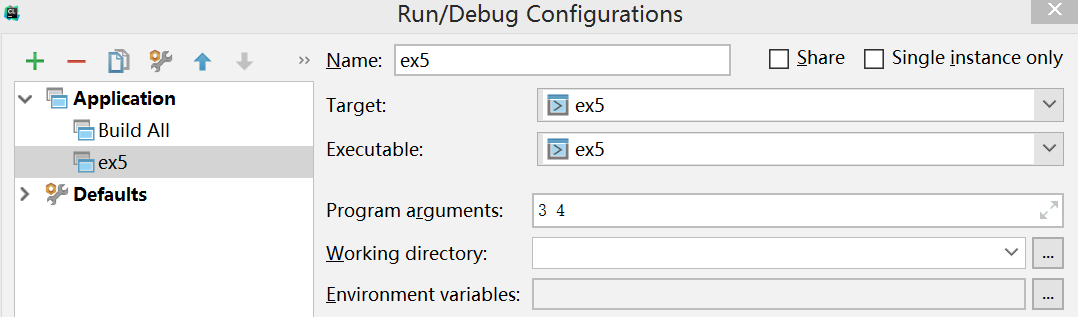 Run/Debug Configurations
Name: ex5
Share
Single instance only
Application
Build All
ex5
Defaults
Target: ex5
Executable: ex5
Program arguments: 3 4
Working directory: ...
Environment variables: ...